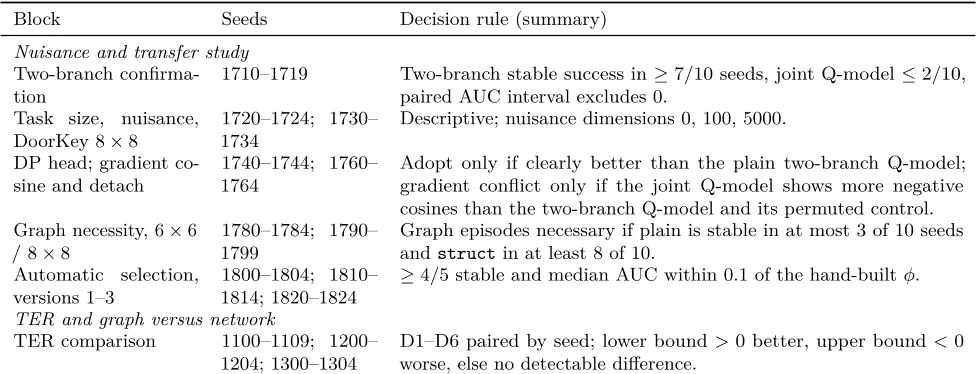 Block Seeds Decision rule (summary)
Nuisance and transfer study
Two-branch confirma- 1710–1719 Two-branch stable success in ≥ 7/10 seeds, joint Q-model ≤ 2/10,
tion paired AUC interval excludes 0.
Task size, nuisance, 1720–1724; 1730– Descriptive; nuisance dimensions 0, 100, 5000.
DoorKey 8 × 8 1734
DP head; gradient co- 1740–1744; 1760– Adopt only if clearly better than the plain two-branch Q-model;
sine and detach 1764 gradient conflict only if the joint Q-model shows more negative
cosines than the two-branch Q-model and its permuted control.
Graph necessity, 6 × 6 1780–1784; 1790– Graph episodes necessary if plain is stable in at most 3 of 10 seeds
/ 8 × 8 1799 and struct in at least 8 of 10.
Automatic selection, 1800–1804; 1810– ≥ 4/5 stable and median AUC within 0.1 of the hand-built ϕ.
versions 1–3 1814; 1820–1824
TER and graph versus network
TER comparison 1100–1109; 1200– D1–D6 paired by seed; lower bound > 0 better, upper bound < 0
1204; 1300–1304 worse, else no detectable difference.